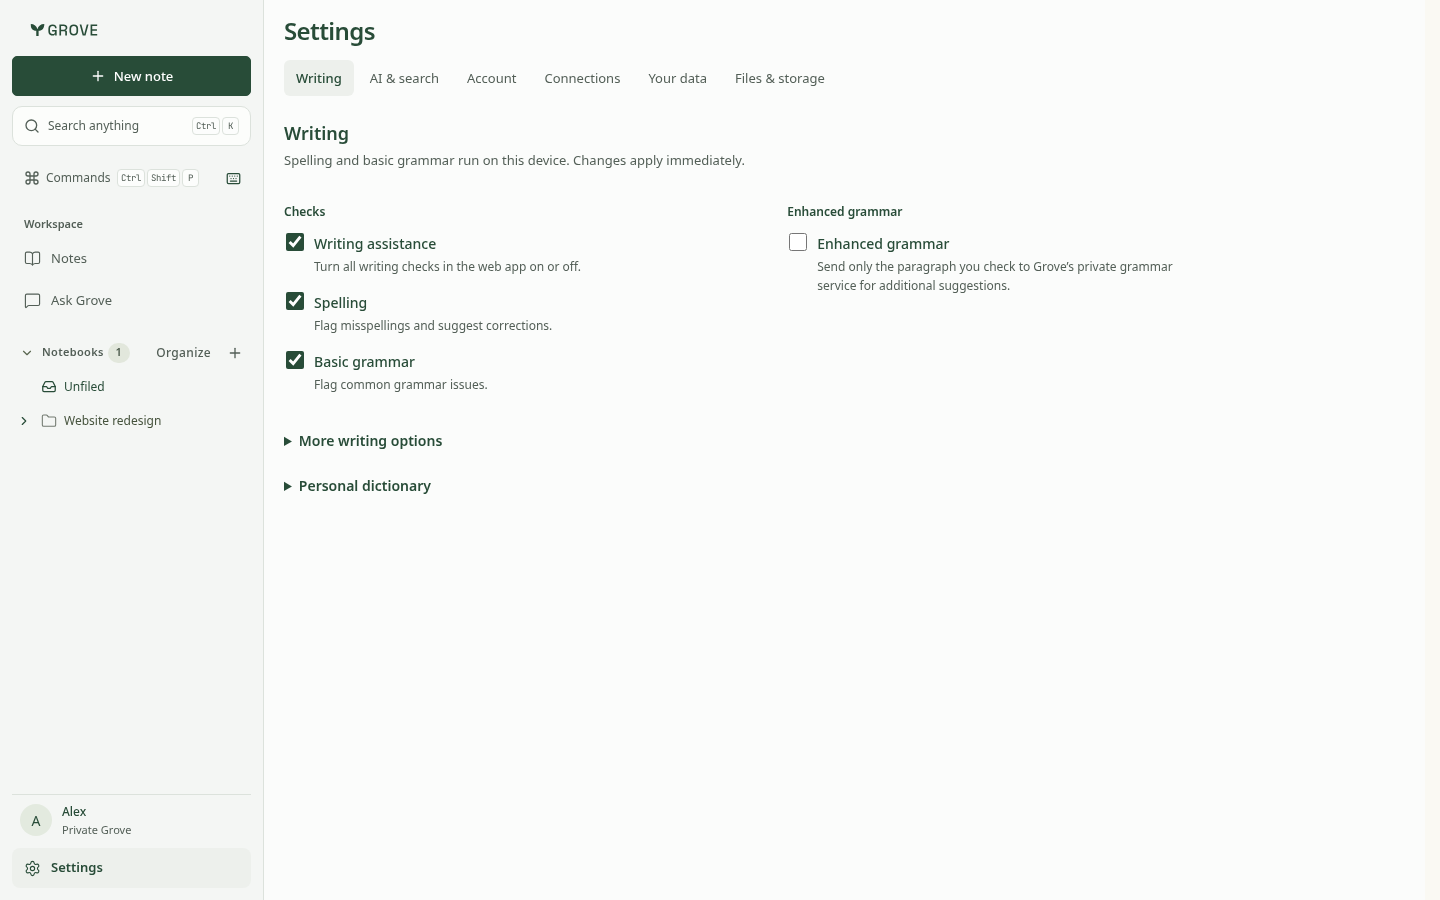 GROVE
New note
Search anything Ctrl K
Commands Ctrl Shift P
Workspace
Notes
Ask Grove
Notebooks 1 Organize
Unfiled
Website redesign
A
Alex
Private Grove
Settings
Settings
Writing AI & search Account Connections Your data Files & storage
Writing
Spelling and basic grammar run on this device. Changes apply immediately.
Checks
Writing assistance
Turn all writing checks in the web app on or off.
Spelling
Flag misspellings and suggest corrections.
Basic grammar
Flag common grammar issues.
Enhanced grammar
Enhanced grammar
Send only the paragraph you check to Grove’s private grammar
service for additional suggestions.
More writing options
Personal dictionary